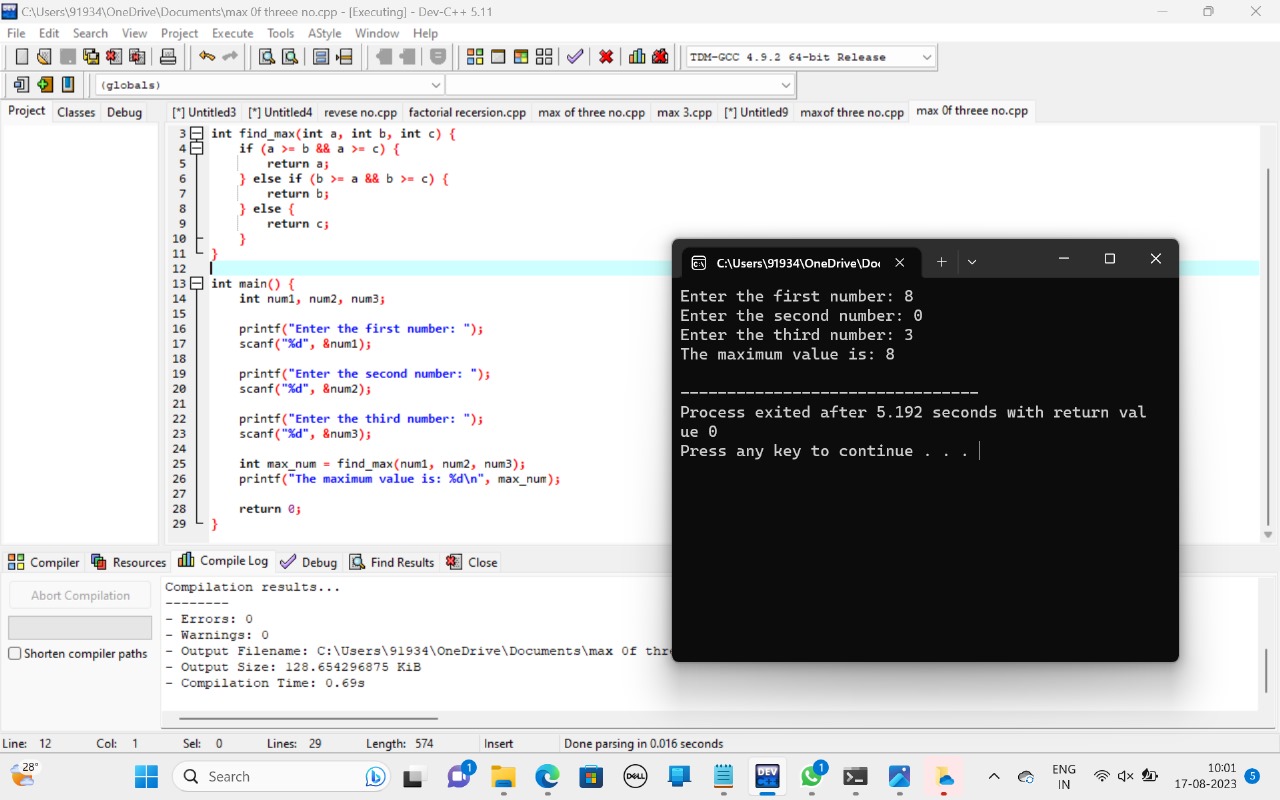 C:\Users\91934\OneDrive\Documents\max 0f threee no.cpp - [Executing] - Dev-C++ 5.11
File Edit Search View Project Execute Tools AStyle Window Help
TDM-GCC 4.9.2 64-bit Release
(globals)
Project Classes Debug
[*] Untitled3 [*] Untitled4 revese no.cpp factorial recersion.cpp max of threee no.cpp max 3.cpp [*] Untitled9 maxof three no.cpp max 0f threee no.cpp
3 int find_max(int a, int b, int c) {
4 if (a >= b && a >= c) {
5 return a;
6 } else if (b >= a && b >= c) {
7 return b;
8 } else {
9 return c;
10 }
11 }
12
13 int main() {
14 int num1, num2, num3;
15
16 printf("Enter the first number: ");
17 scanf("%d", &num1);
18
19 printf("Enter the second number: ");
20 scanf("%d", &num2);
21
22 printf("Enter the third number: ");
23 scanf("%d", &num3);
24
25 int max_num = find_max(num1, num2, num3);
26 printf("The maximum value is: %d\n", max_num);
27
28 return 0;
29 }
C:\Users\91934\OneDrive\Doc
Enter the first number: 8
Enter the second number: 0
Enter the third number: 3
The maximum value is: 8
--------------------------------
Process exited after 5.192 seconds with return val
ue 0
Press any key to continue . . .
Compiler Resources Compile Log Debug Find Results Close
Abort Compilation
Shorten compiler paths
Compilation results...
--------
- Errors: 0
- Warnings: 0
- Output Filename: C:\Users\91934\OneDrive\Documents\max 0f thr
- Output Size: 128.654296875 KiB
- Compilation Time: 0.69s
Line: 12 Col: 1 Sel: 0 Lines: 29 Length: 574 Insert Done parsing in 0.016 seconds
28°
Search
1
DELL
DEV
1
ENG
IN
10:01
17-08-2023
5